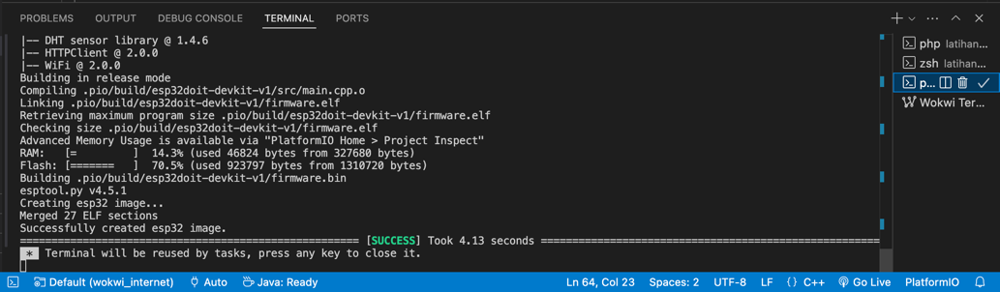 PROBLEMS OUTPUT DEBUG CONSOLE TERMINAL PORTS
|-- DHT sensor library @ 1.4.6
|-- HTTPClient @ 2.0.0
|-- WiFi @ 2.0.0
Building in release mode
Compiling .pio/build/esp32doit-devkit-v1/src/main.cpp.o
Linking .pio/build/esp32doit-devkit-v1/firmware.elf
Retrieving maximum program size .pio/build/esp32doit-devkit-v1/firmware.elf
Checking size .pio/build/esp32doit-devkit-v1/firmware.elf
Advanced Memory Usage is available via "PlatformIO Home > Project Inspect"
RAM:   [=         ]  14.3% (used 46824 bytes from 327680 bytes)
Flash: [=======   ]  70.5% (used 923797 bytes from 1310720 bytes)
Building .pio/build/esp32doit-devkit-v1/firmware.bin
esptool.py v4.5.1
Creating esp32 image...
Merged 27 ELF sections
Successfully created esp32 image.
===================================================== [SUCCESS] Took 4.13 seconds =====================================================
* Terminal will be reused by tasks, press any key to close it.
php latihan...
zsh latihan...
p...
Wokwi Ter...
Default (wokwi_internet) Auto Java: Ready Ln 64, Col 23 Spaces: 2 UTF-8 LF {} C++ Go Live PlatformIO